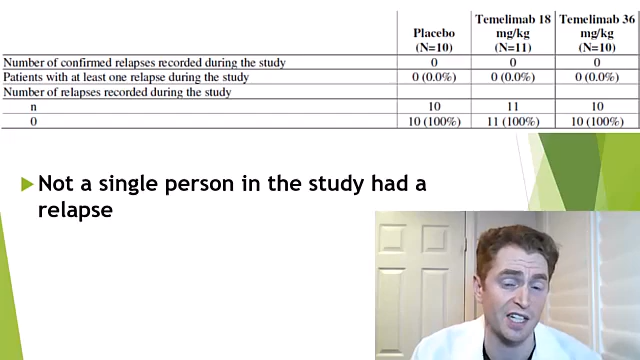 Placebo (N=10) Temelimab 18 mg/kg (N=11) Temelimab 36 mg/kg (N=10)
Number of confirmed relapses recorded during the study 0 0 0
Patients with at least one relapse during the study 0 (0.0%) 0 (0.0%) 0 (0.0%)
Number of relapses recorded during the study
n 10 11 10
0 10 (100%) 11 (100%) 10 (100%)
Not a single person in the study had a
relapse